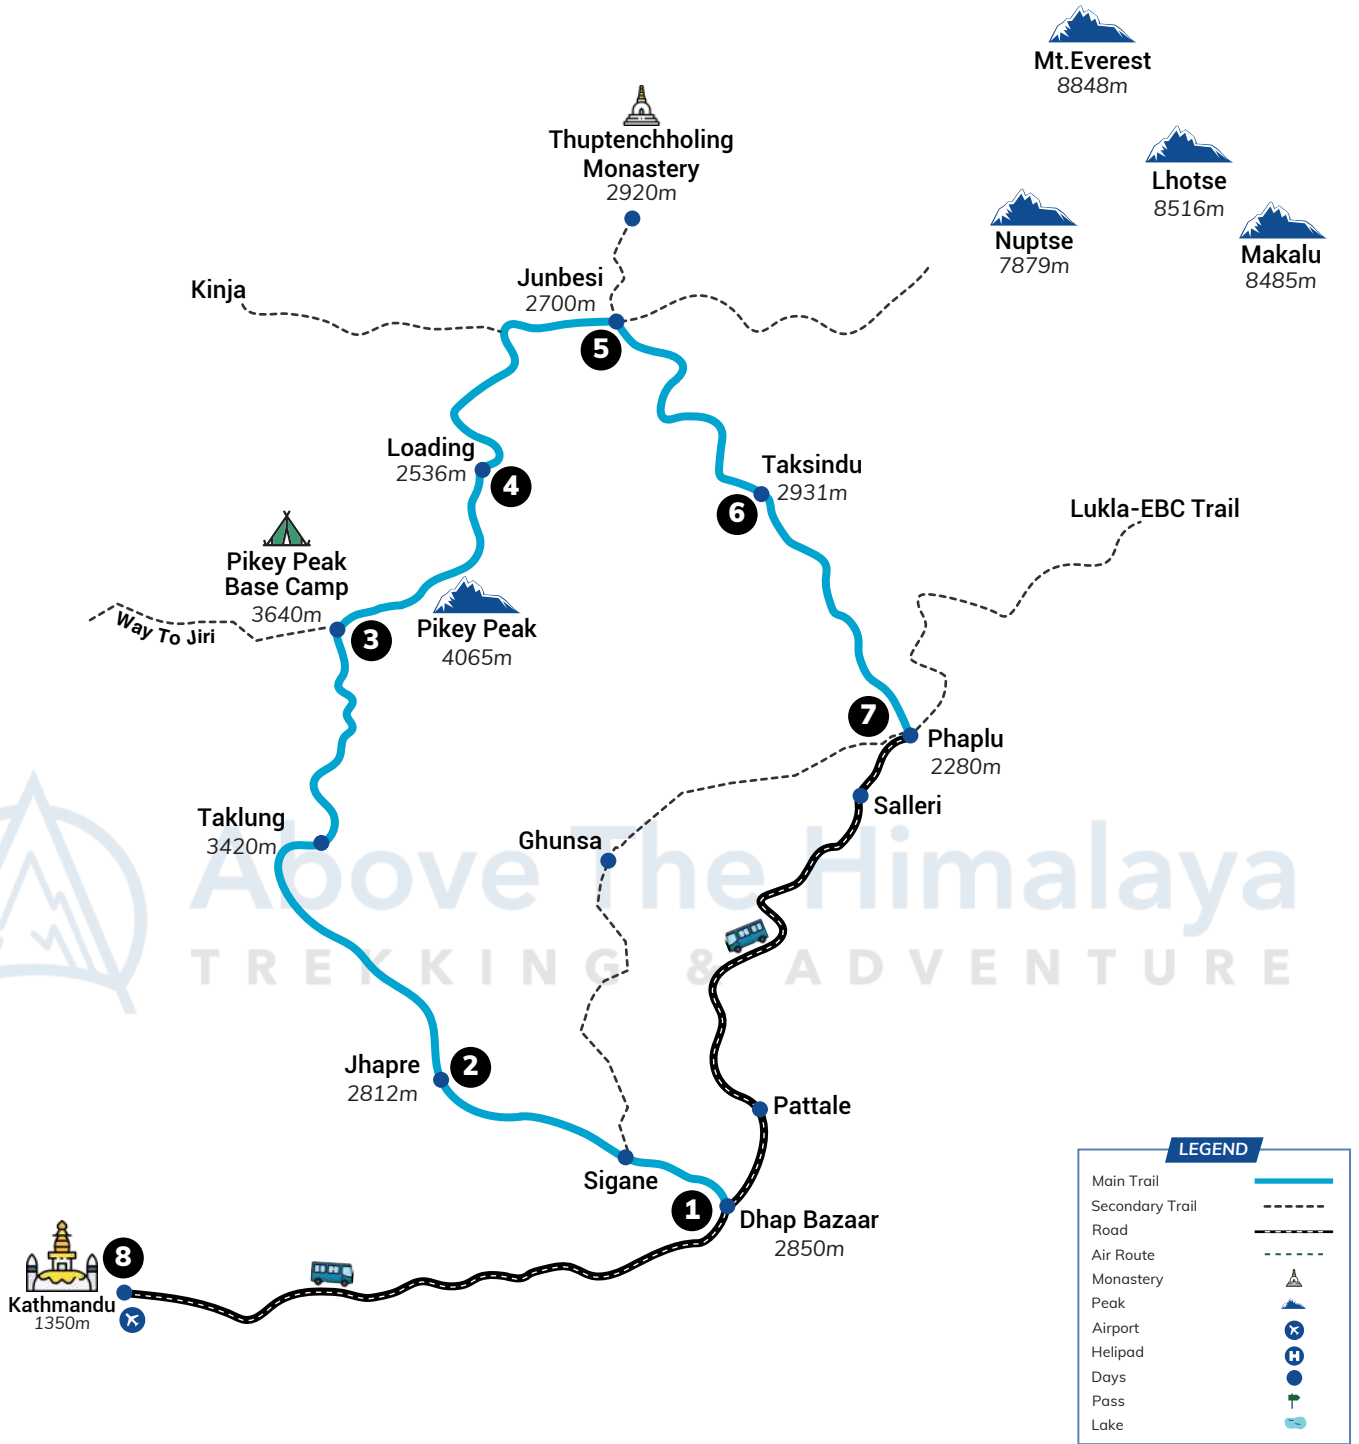 Mt.Everest
8848m
Thuptenchholing
Monastery
2920m
Lhotse
8516m
Nuptse
7879m
Makalu
8485m
Kinja
Junbesi
2700m
5
Loading
2536m
4
Taksindu
2931m
6
Lukla-EBC Trail
Pikey Peak
Base Camp
3640m
Way To Jiri
3
Pikey Peak
4065m
7
Phaplu
2280m
Salleri
Taklung
3420m
Ghunsa
Above The Himalaya
TREKKING & ADVENTURE
Jhapre
2812m
2
Pattale
Sigane
1
Dhap Bazaar
2850m
8
Kathmandu
1350m
LEGEND
Main Trail
Secondary Trail
Road
Air Route
Monastery
Peak
Airport
Helipad
H
Days
Pass
Lake